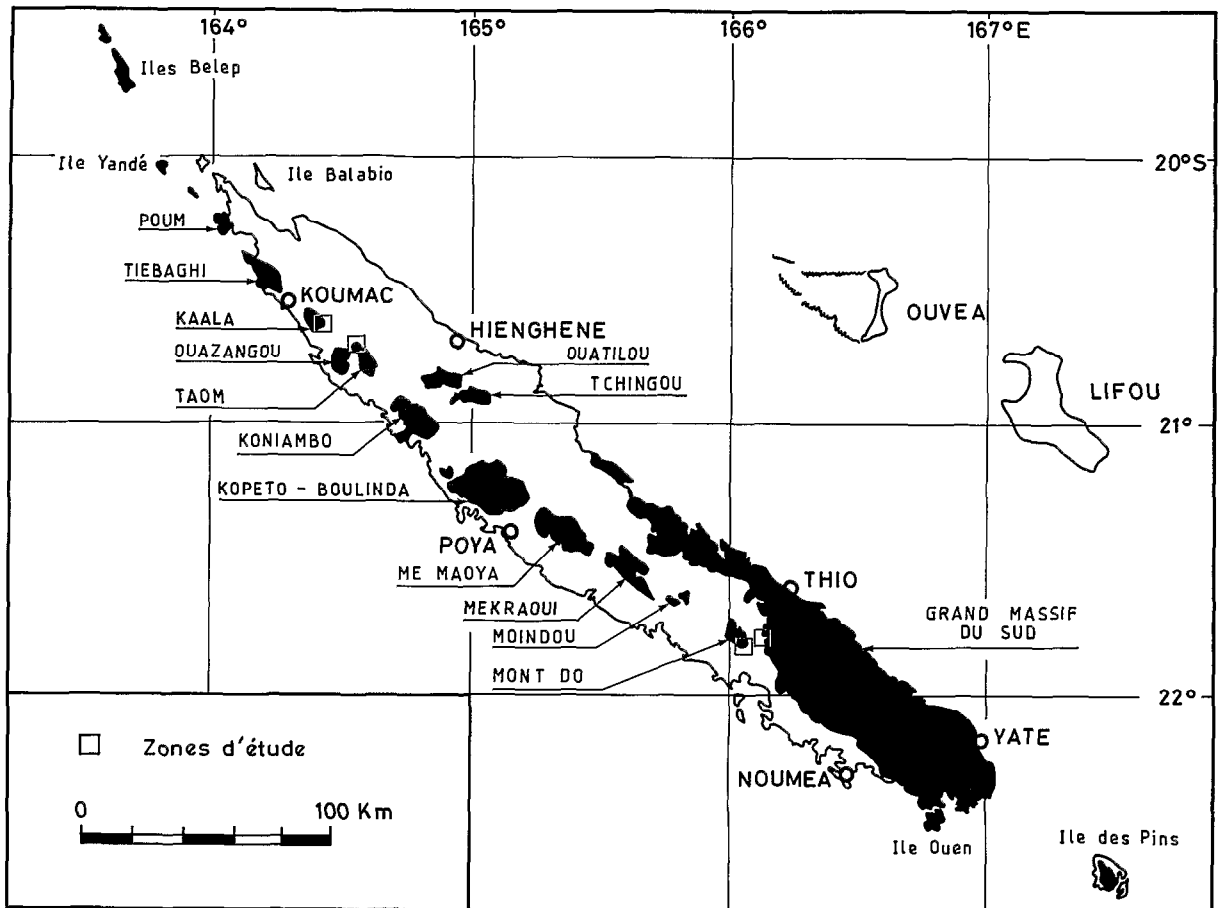 164°
165°
166°
167°E
Iles Belep
Ile Yandé
Ile Balabio
20°S
POUM
TIEBAGHI
KOUMAC
KAALA
HIENGHENE
OUAZANGOU
OUATILOU
TAOM
TCHINGOU
OUVEA
LIFOU
KONIAMBO
21°
KOPETO - BOULINDA
POYA
ME MAOYA
THIO
MEKRAOUI
GRAND MASSIF
DU SUD
MOINDOU
MONT DO
22°
Zones d'étude
YATE
NOUMEA
0
100 Km
Ile Ouen
Ile des Pins